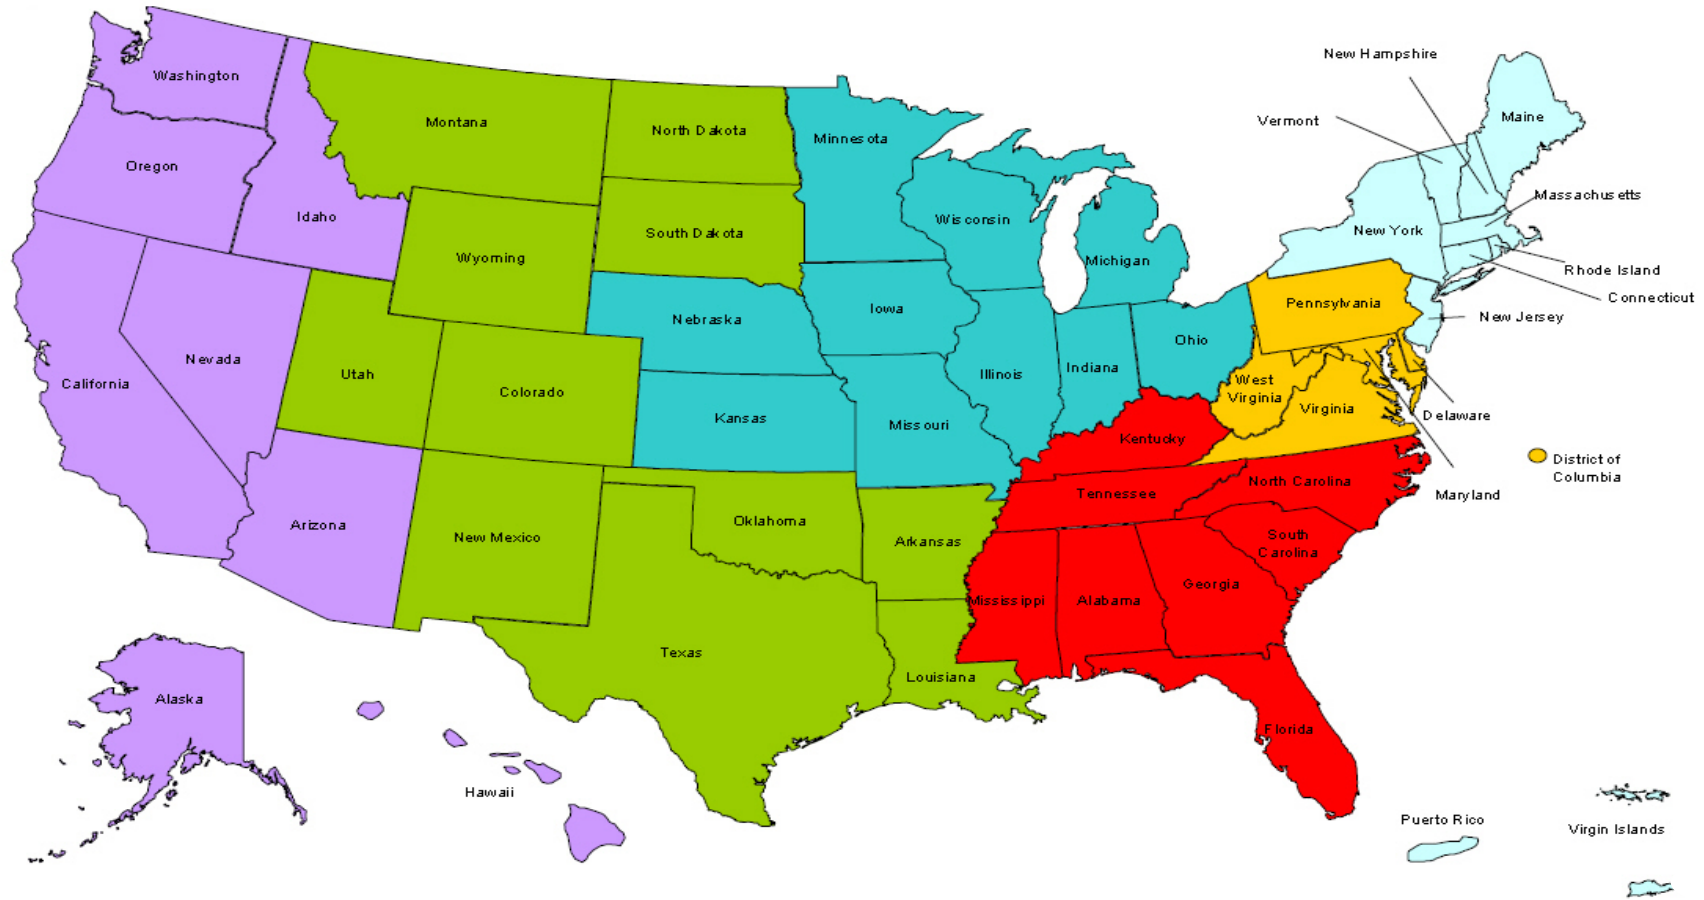 New Hampshire
Washington
Vermont
Maine
Montana
North Dakota
Minnesota
Oregon
Massachusetts
Idaho
Wisconsin
New York
South Dakota
Wyoming
Michigan
Rhode Island
Connecticut
Pennsylvania
Iowa
Nebraska
New Jersey
Ohio
Nevada
Utah
Indiana
Illinois
California
Colorado
West
Virginia
Virginia
Delaware
Kansas
Missouri
Kentucky
District of
Columbia
North Carolina
Tennessee
Maryland
Arizona
Oklahoma
New Mexico
Arkansas
South
Carolina
Georgia
Mississippi
Alabama
Texas
Louisiana
Alaska
Florida
Hawaii
Puerto Rico
Virgin Islands